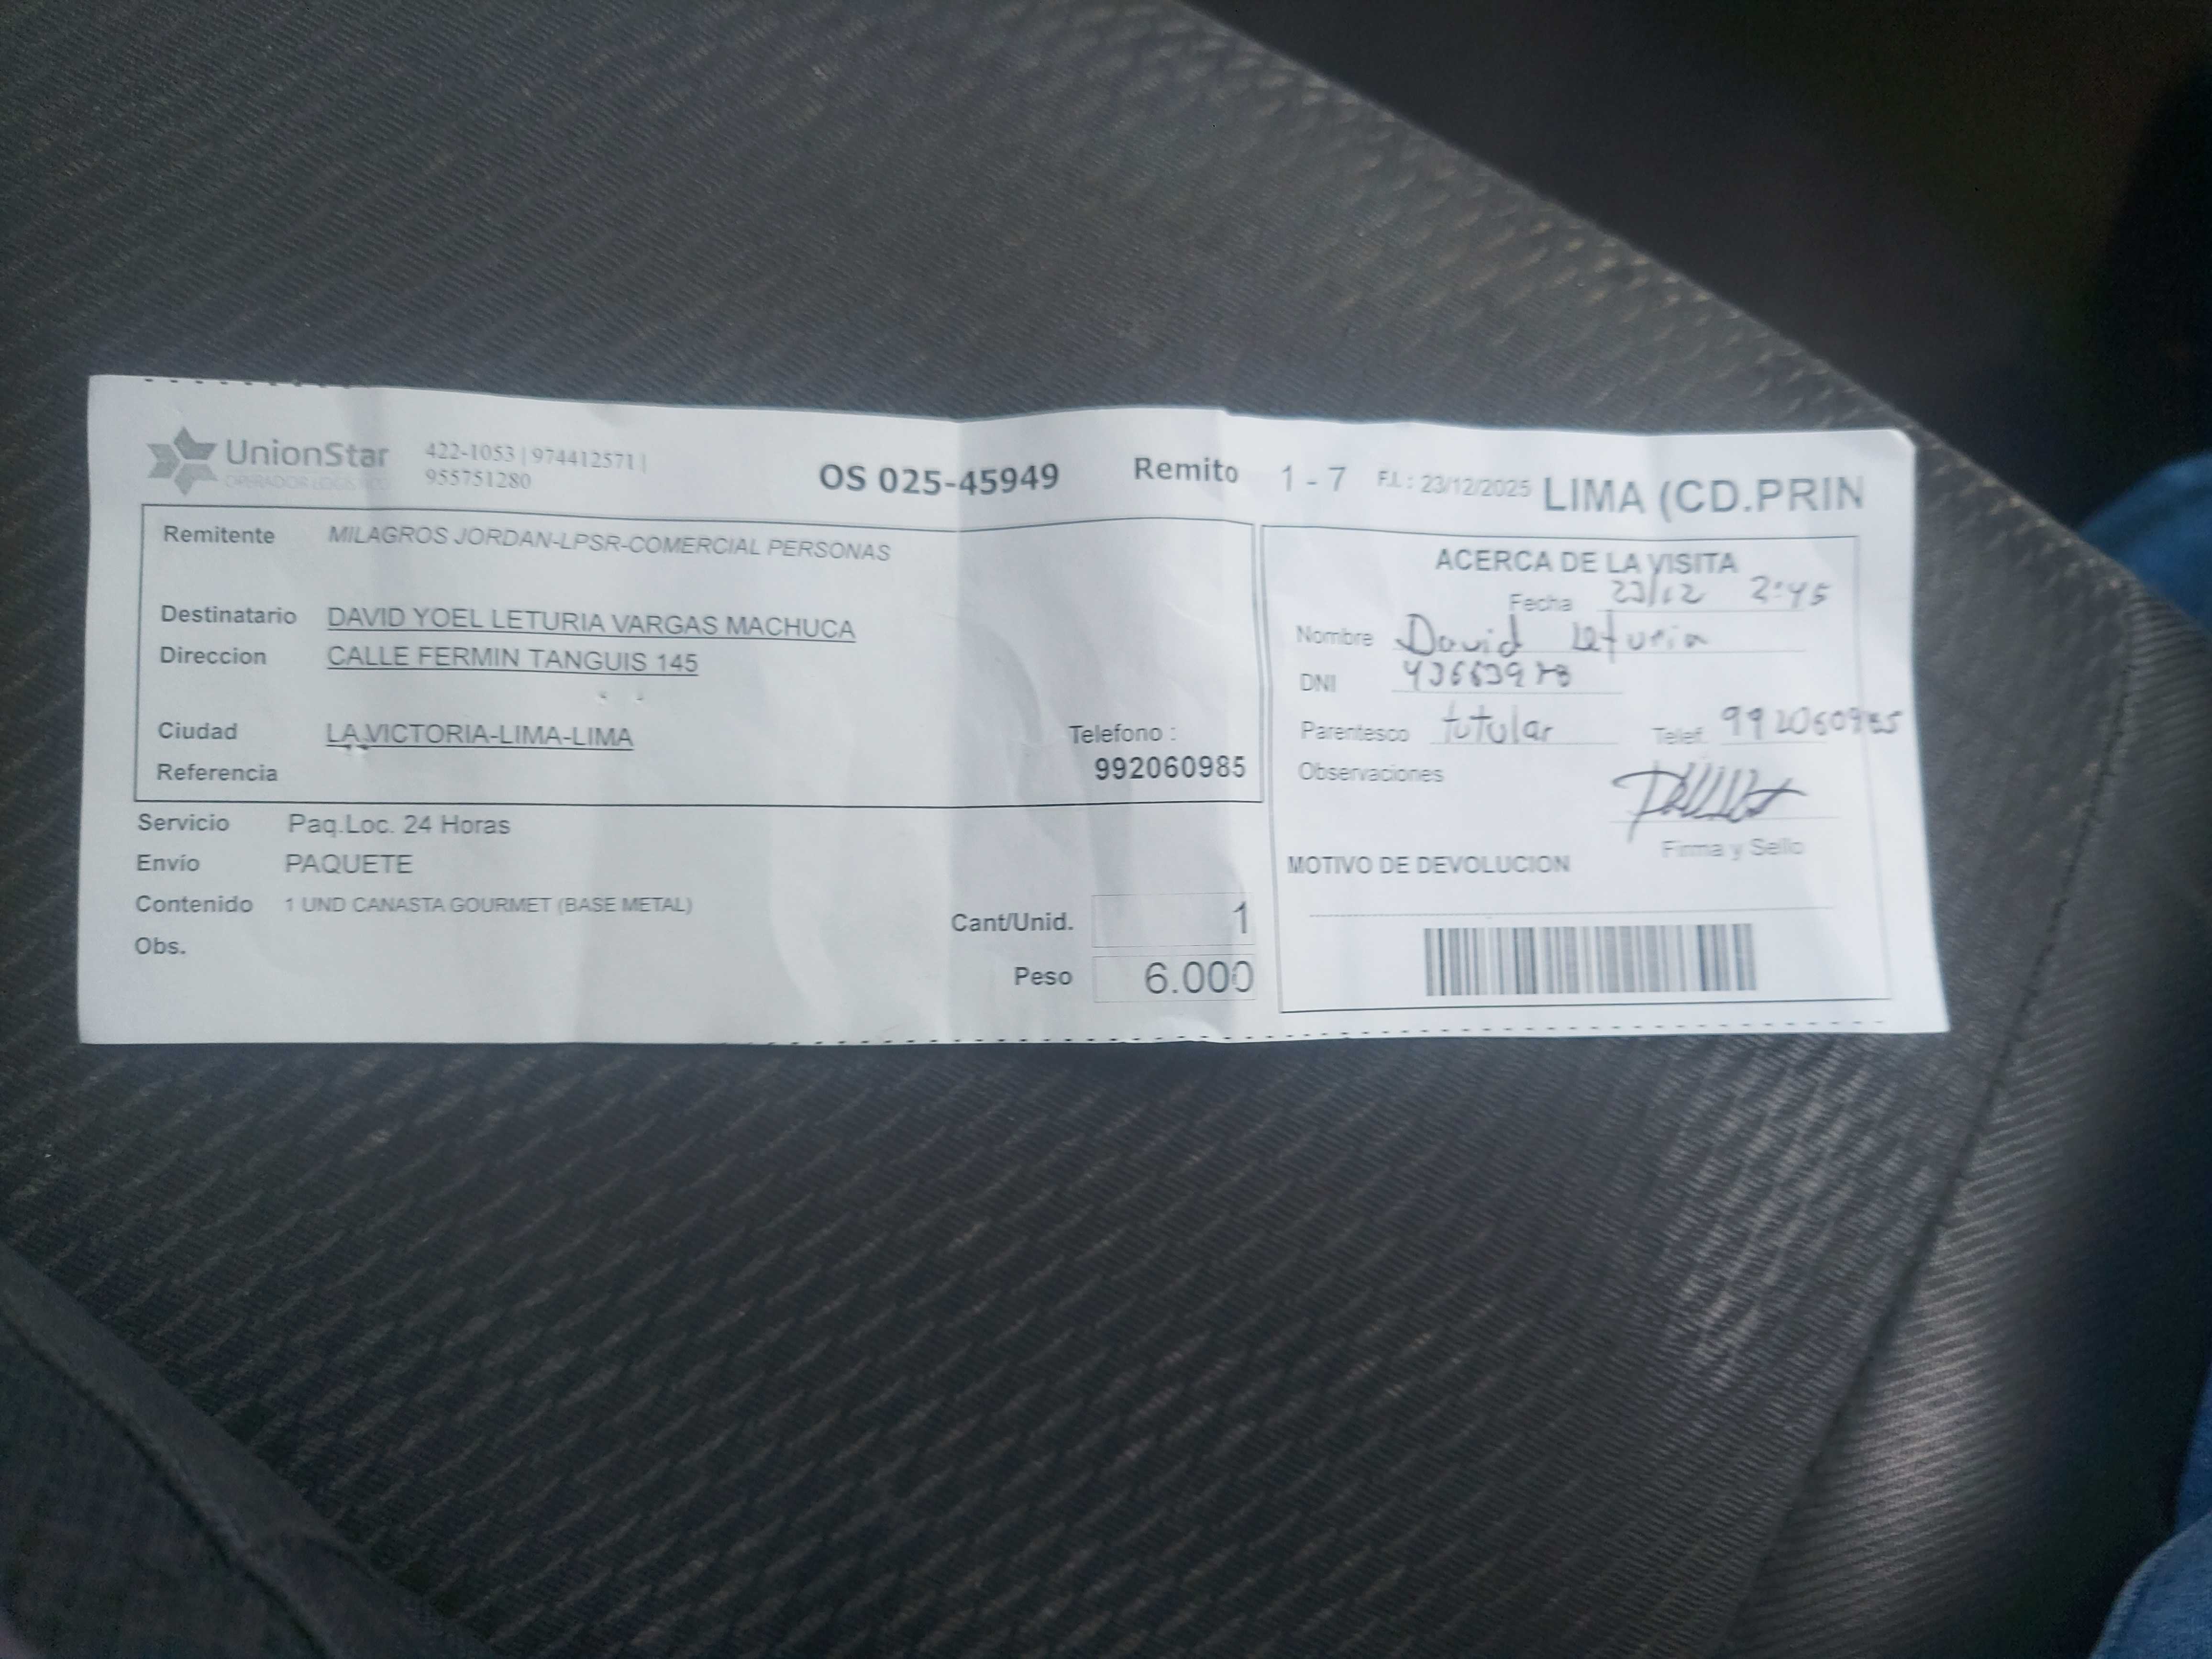 UnionStar
OPERADOR LOGISTICO
422-1053 | 974412571 |
955751280
OS 025-45949 Remito 1 - 7 F.L.: 23/12/2025 LIMA (CD.PRIN
Remitente MILAGROS JORDAN-LPSR-COMERCIAL PERSONAS
Destinatario DAVID YOEL LETURIA VARGAS MACHUCA
Direccion CALLE FERMIN TANGUIS 145
Ciudad LA VICTORIA-LIMA-LIMA
Telefono :
Referencia 992060985
Servicio Paq.Loc. 24 Horas
Envío PAQUETE
Contenido 1 UND CANASTA GOURMET (BASE METAL)
Cant/Unid. 1
Obs.
Peso 6.000
ACERCA DE LA VISITA
Fecha 23/12 2:45
Nombre David Leturia
DNI
Parentesco titular Telef. 992060985
Observaciones
Firma y Sello
MOTIVO DE DEVOLUCION